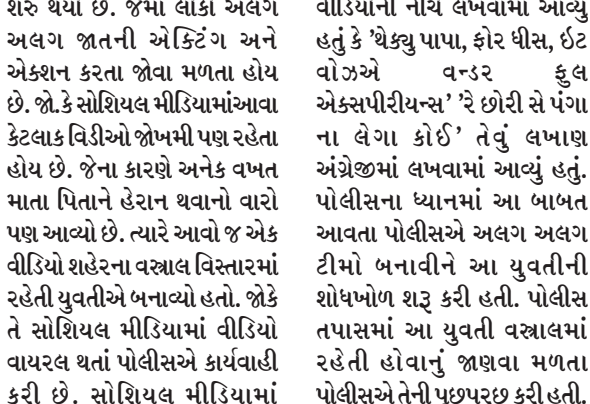 શરુ થયા છે. જેમાં લોકો અલગ
અલગ જાતની એક્ટિંગ અને
એક્શન કરતા જોવા મળતા હોય
છે. જો.કે સોશિયલ મીડિયામાંઆવા
કેટલાક વિડીઓ જોખમી પણ રહેતા
હોય છે. જેના કારણે અનેક વખત
માતા પિતાને હેરાન થવાનો વારો
પણ આવ્યો છે. ત્યારે આવો જ એક
વીડિયો શહેરના વસ્ત્રાલ વિસ્તારમાં
રહેતી યુવતીએ બનાવ્યો હતો. જોકે
તે સોશિયલ મીડિયામાં વીડિયો
વાયરલ થતાં પોલીસએ કાર્યવાહી
કરી છે. સોશિયલ મીડિયામાં
વીડિયાની નીચે લખવામાં આવ્યુ
હતું કે 'થેક્યુ પાપા, ફોર ધીસ, ઇટ
વોઝએ વન્ડર ફુલ
એક્સપીરીયન્સ' 'રે છોરી સે પંગા
ના લેગા કોઈ' તેવું લખાણ
અંગ્રેજીમાં લખવામાં આવ્યું હતું.
પોલીસના ધ્યાનમાં આ બાબત
આવતા પોલીસએ અલગ અલગ
ટીમો બનાવીને આ યુવતીની
શોધખોળ શરૂ કરી હતી. પોલીસ
તપાસમાં આ યુવતી વસ્ત્રાલમાં
રહેતી હોવાનું જાણવા મળતા
પોલીસએ તેની પુછપરછ કરી હતી.